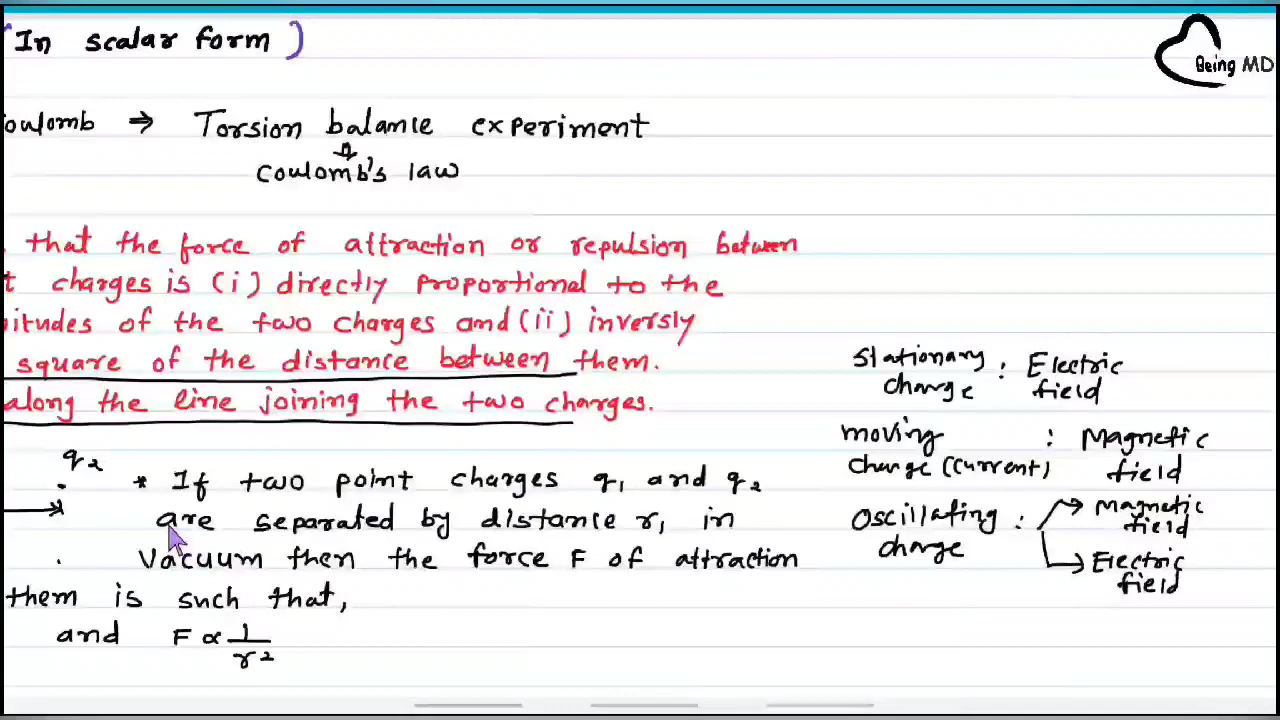 (In scalar form)
Being MD
oulomb ⇒ Torsion balance experiment
⇓
Coulomb's law
that the force of attraction or repulsion between
t charges is (i) directly proportional to the
itudes of the two charges and (ii) inversly
square of the distance between them.
along the line joining the two charges.
Stationary charge : Electric field
moving charge (current) : Magnetic field
Oscillating charge : Magnetic field
Electric field
q₂
* If two point charges q₁ and q₂
are separated by distance r, in
Vacuum then the force F of attraction
them is such that,
and F ∝ 1/r²